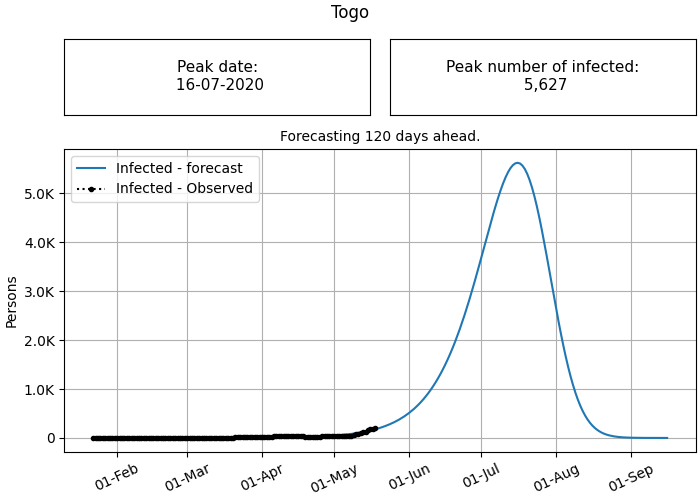 Togo
Peak date:
16-07-2020
Peak number of infected:
5,627
Forecasting 120 days ahead.
Infected - forecast
Infected - Observed
5.0K
4.0K
3.0K
2.0K
1.0K
0
Persons
01-Feb
01-Mar
01-Apr
01-May
01-Jun
01-Jul
01-Aug
01-Sep